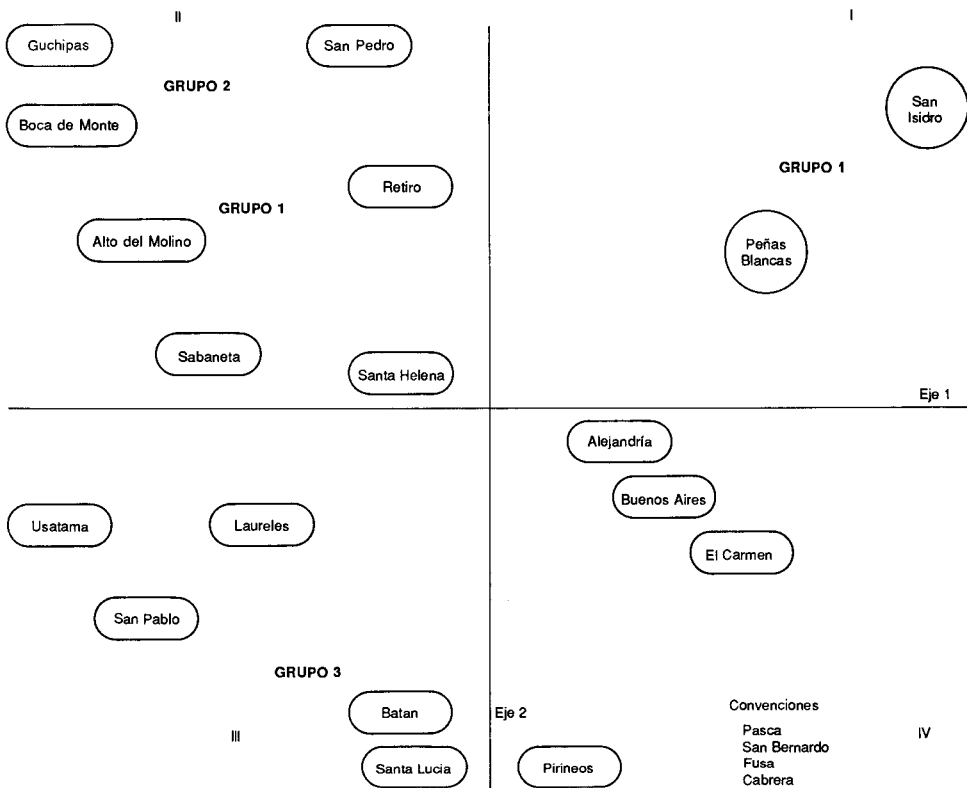 II
I
Guchipas
San Pedro
GRUPO 2
San
Isidro
Boca de Monte
GRUPO 1
Retiro
GRUPO 1
Alto del Molino
Peñas
Blancas
Sabaneta
Santa Helena
Eje 1
Alejandría
Buenos Aires
Usatama
Laureles
El Carmen
San Pablo
GRUPO 3
Batan
Eje 2
Convenciones
III
IV
Pasca
San Bernardo
Fusa
Cabrera
Santa Lucia
Pirineos